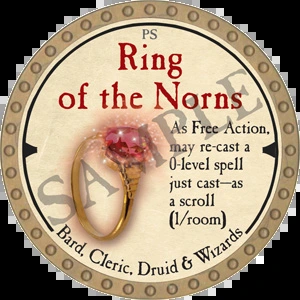 PS
Ring
of the Norns
As Free Action,
may re-cast a
0-level spell
just cast—as
a scroll
(1/room)
Bard, Cleric, Druid & Wizards
SAMPLE